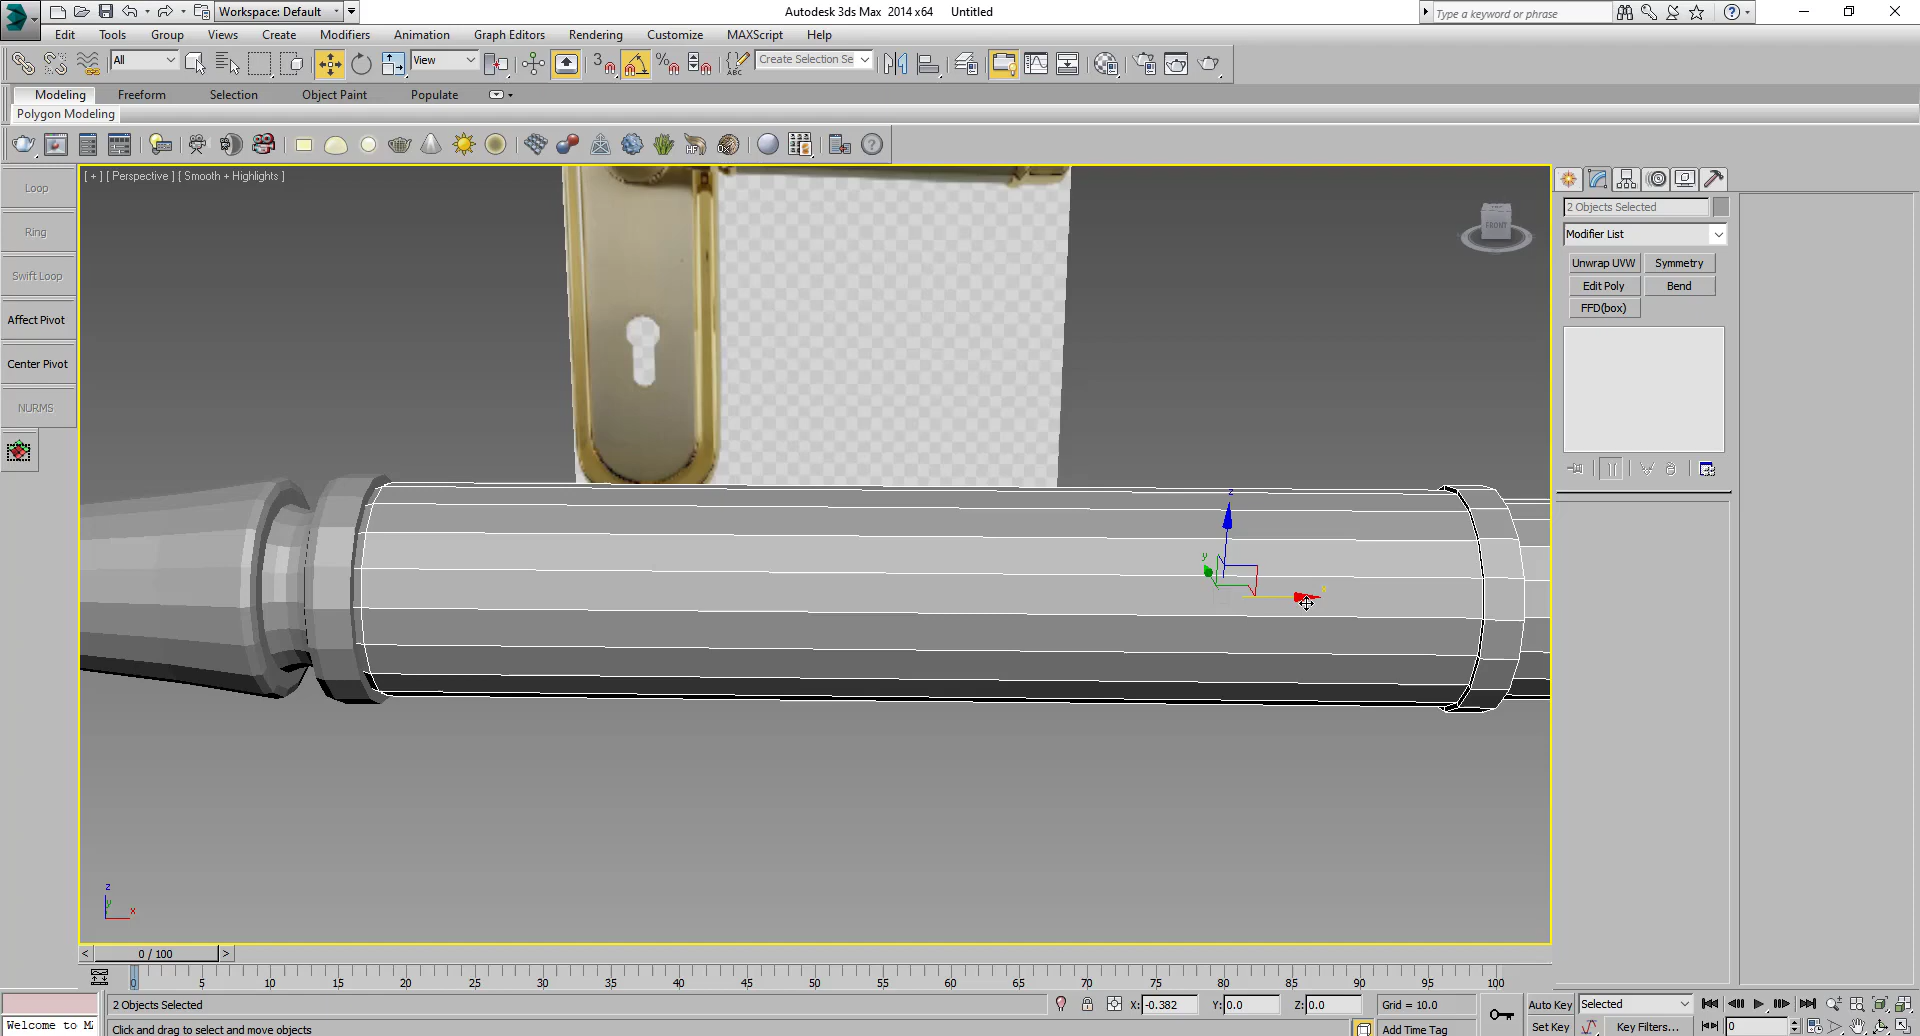 Workspace: Default
Autodesk 3ds Max 2014 x64 Untitled
Type a keyword or phrase
Edit Tools Group Views Create Modifiers Animation Graph Editors Rendering Customize MAXScript Help
All View 3 Create Selection Se
Modeling Freeform Selection Object Paint Populate
Polygon Modeling
Loop
Ring
Swift Loop
Affect Pivot
Center Pivot
NURMS
[ + ] [ Perspective ] [ Smooth + Highlights ]
FRONT
z
y
x
z
y
x
2 Objects Selected
Modifier List
Unwrap UVW Symmetry
Edit Poly Bend
FFD(box)
< 0 / 100 >
0 5 10 15 20 25 30 35 40 45 50 55 60 65 70 75 80 85 90 95 100
2 Objects Selected X: -0.382 Y: 0.0 Z: 0.0 Grid = 10.0 Auto Key Selected
Welcome to M Click and drag to select and move objects Add Time Tag Set Key Key Filters... 0